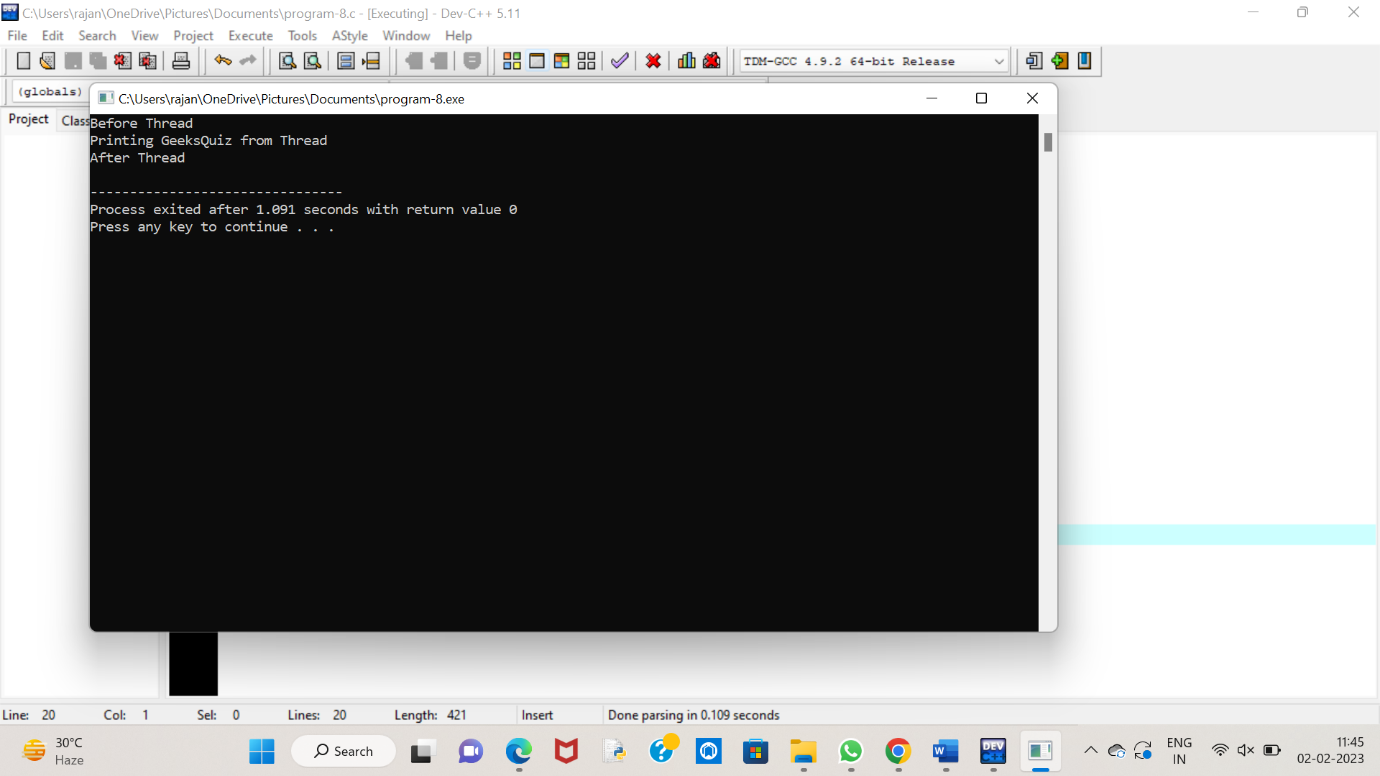 C:\Users\rajan\OneDrive\Pictures\Documents\program-8.c - [Executing] - Dev-C++ 5.11
File Edit Search View Project Execute Tools AStyle Window Help
TDM-GCC 4.9.2 64-bit Release
(globals)
C:\Users\rajan\OneDrive\Pictures\Documents\program-8.exe
Project Class
Before Thread
Printing GeeksQuiz from Thread
After Thread
--------------------------------
Process exited after 1.091 seconds with return value 0
Press any key to continue . . .
Line: 20 Col: 1 Sel: 0 Lines: 20 Length: 421 Insert Done parsing in 0.109 seconds
30°C
Haze
Search
DEV
ENG
IN
11:45
02-02-2023